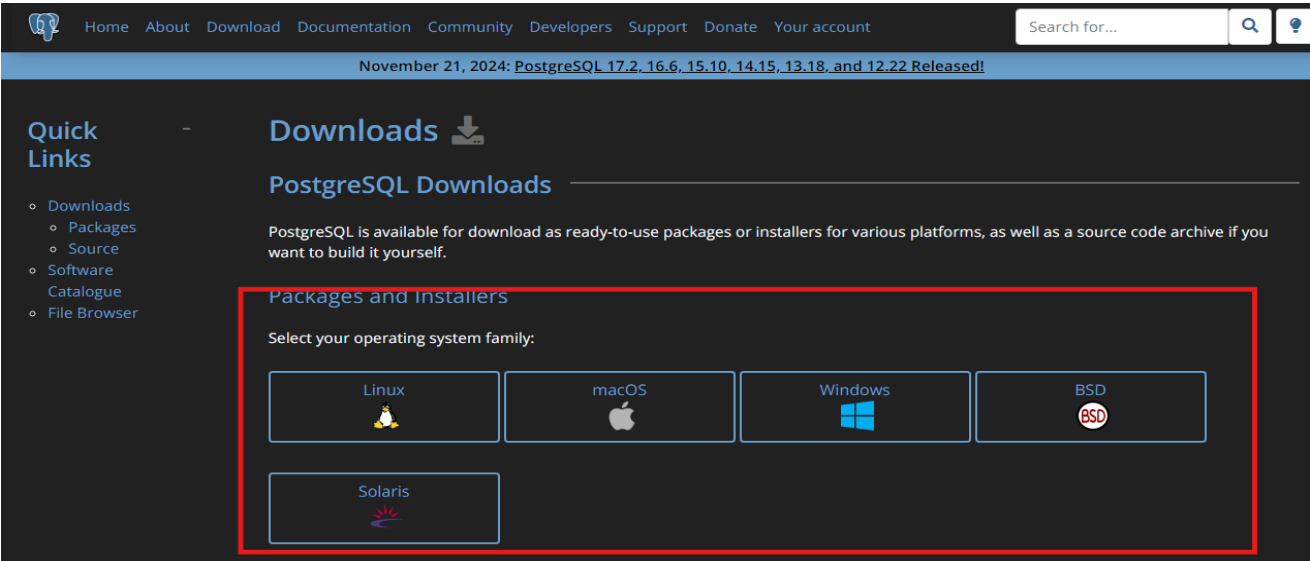 Home About Download Documentation Community Developers Support Donate Your account Search for...
November 21, 2024: PostgreSQL 17.2, 16.6, 15.10, 14.15, 13.18, and 12.22 Released!
Quick
Links
Downloads
Packages
Source
Software
Catalogue
File Browser
Downloads
PostgreSQL Downloads
PostgreSQL is available for download as ready-to-use packages or installers for various platforms, as well as a source code archive if you
want to build it yourself.
Packages and Installers
Select your operating system family:
Linux macOS Windows BSD
BSD
Solaris